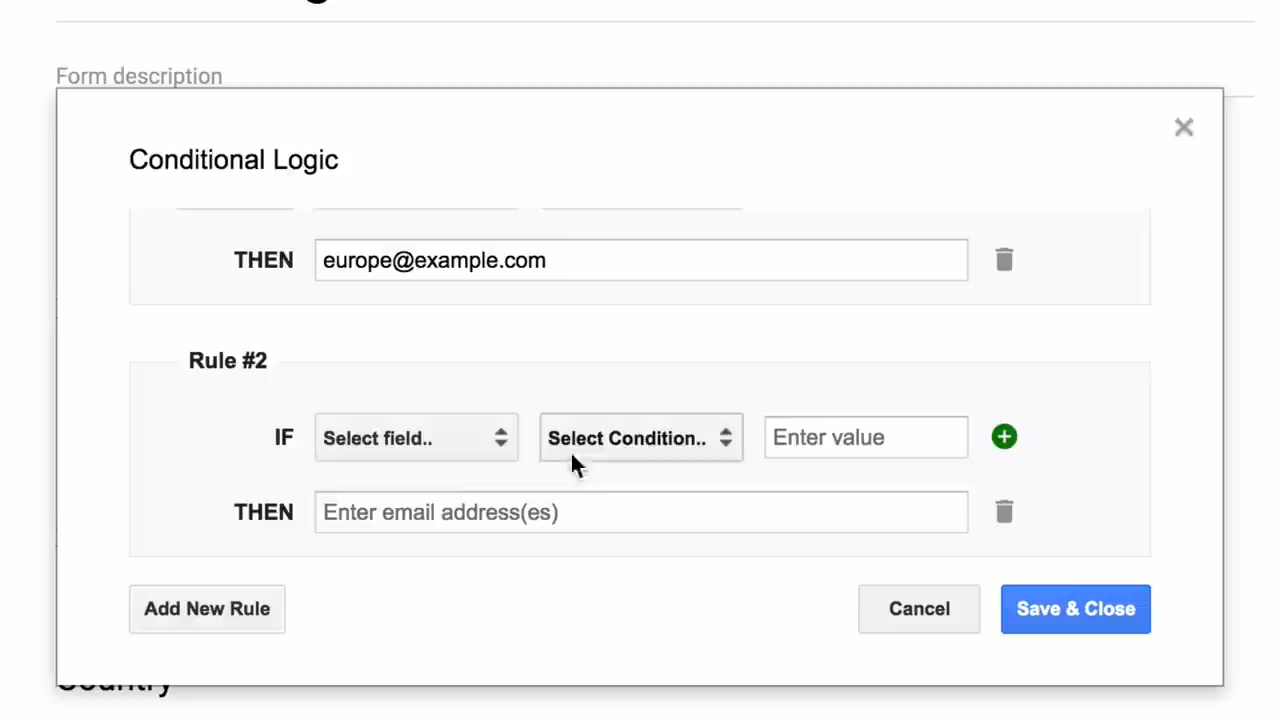 Form description
Conditional Logic
THEN europe@example.com
Rule #2
IF Select field.. Select Condition.. Enter value
THEN Enter email address(es)
Add New Rule Cancel Save & Close
Country